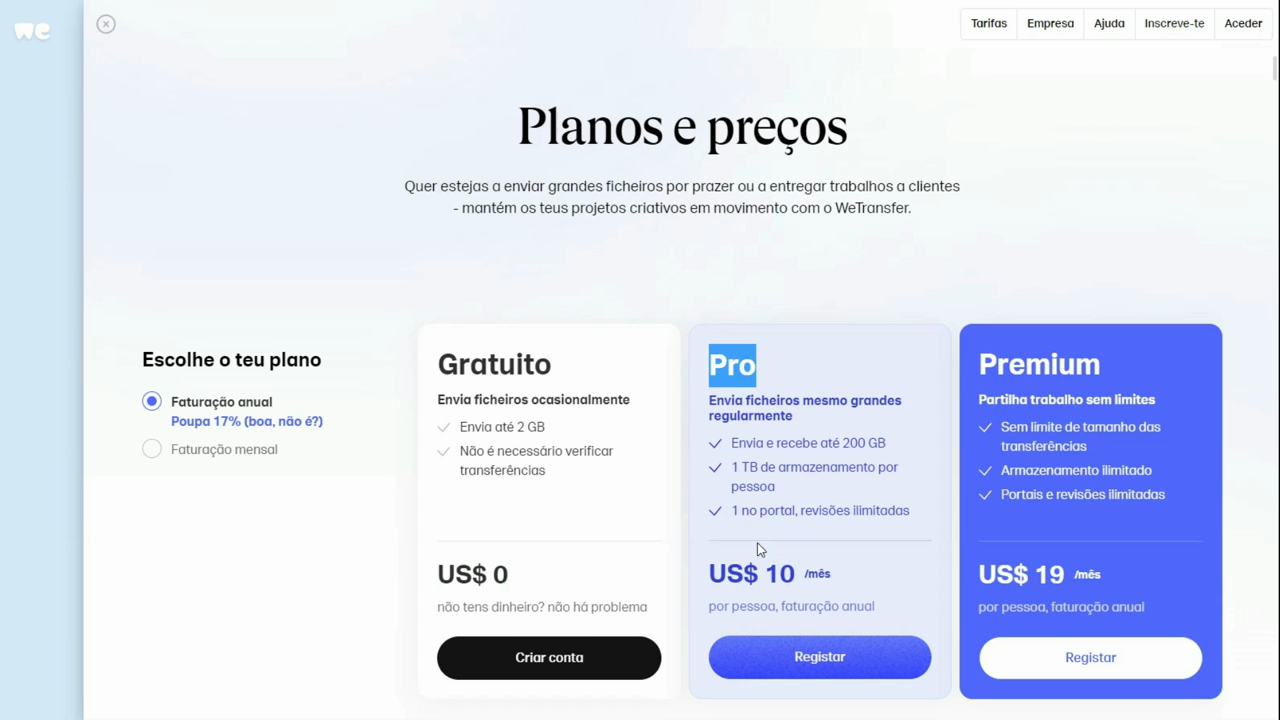 we
Tarifas
Empresa
Ajuda
Inscreve-te
Aceder
Planos e preços
Quer estejas a enviar grandes ficheiros por prazer ou a entregar trabalhos a clientes
- mantém os teus projetos criativos em movimento com o WeTransfer.
Escolhe o teu plano
Faturação anual
Poupa 17% (boa, não é?)
Faturação mensal
Gratuito
Envia ficheiros ocasionalmente
Envia até 2 GB
Não é necessário verificar
transferências
US$ 0
não tens dinheiro? não há problema
Criar conta
Pro
Envia ficheiros mesmo grandes
regularmente
Envia e recebe até 200 GB
1 TB de armazenamento por
pessoa
1 no portal, revisões ilimitadas
US$ 10 /mês
por pessoa, faturação anual
Registar
Premium
Partilha trabalho sem limites
Sem limite de tamanho das
transferências
Armazenamento ilimitado
Portais e revisões ilimitadas
US$ 19 /mês
por pessoa, faturação anual
Registar